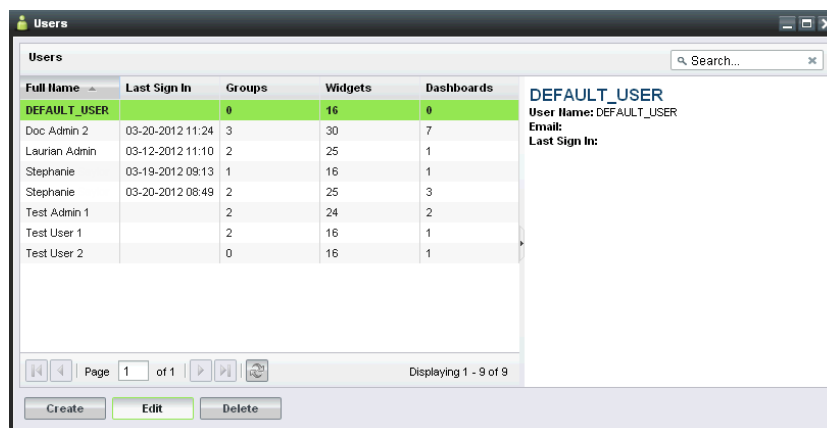 Users
Users
Search...
Full Name Last Sign In Groups Widgets Dashboards
DEFAULT_USER 0 16 0
Doc Admin 2 03-20-2012 11:24 3 30 7
Laurian Admin 03-12-2012 11:10 2 25 1
Stephanie 03-19-2012 09:13 1 16 1
Stephanie 03-20-2012 08:49 2 25 3
Test Admin 1 2 24 2
Test User 1 2 16 1
Test User 2 0 16 1
DEFAULT_USER
User Name: DEFAULT_USER
Email:
Last Sign In:
Page 1 of 1 Displaying 1 - 9 of 9
Create Edit Delete